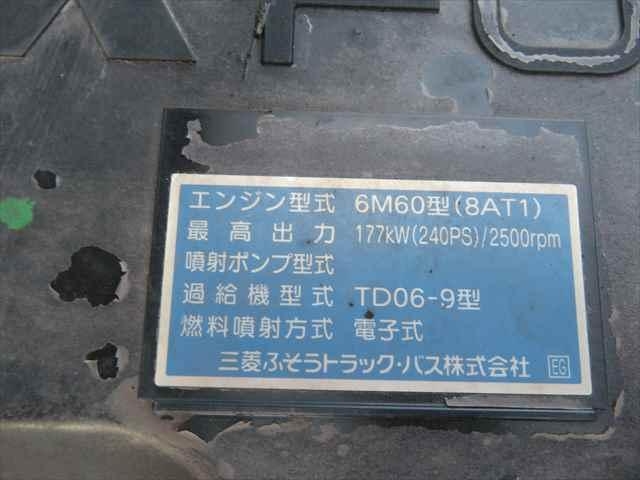 FUSO
エンジン型式 6M60型(8AT1)
最高出力 177kW(240PS)/2500rpm
噴射ポンプ型式
過給機型式 TD06-9型
燃料噴射方式 電子式
三菱ふそうトラック・バス株式会社 EG